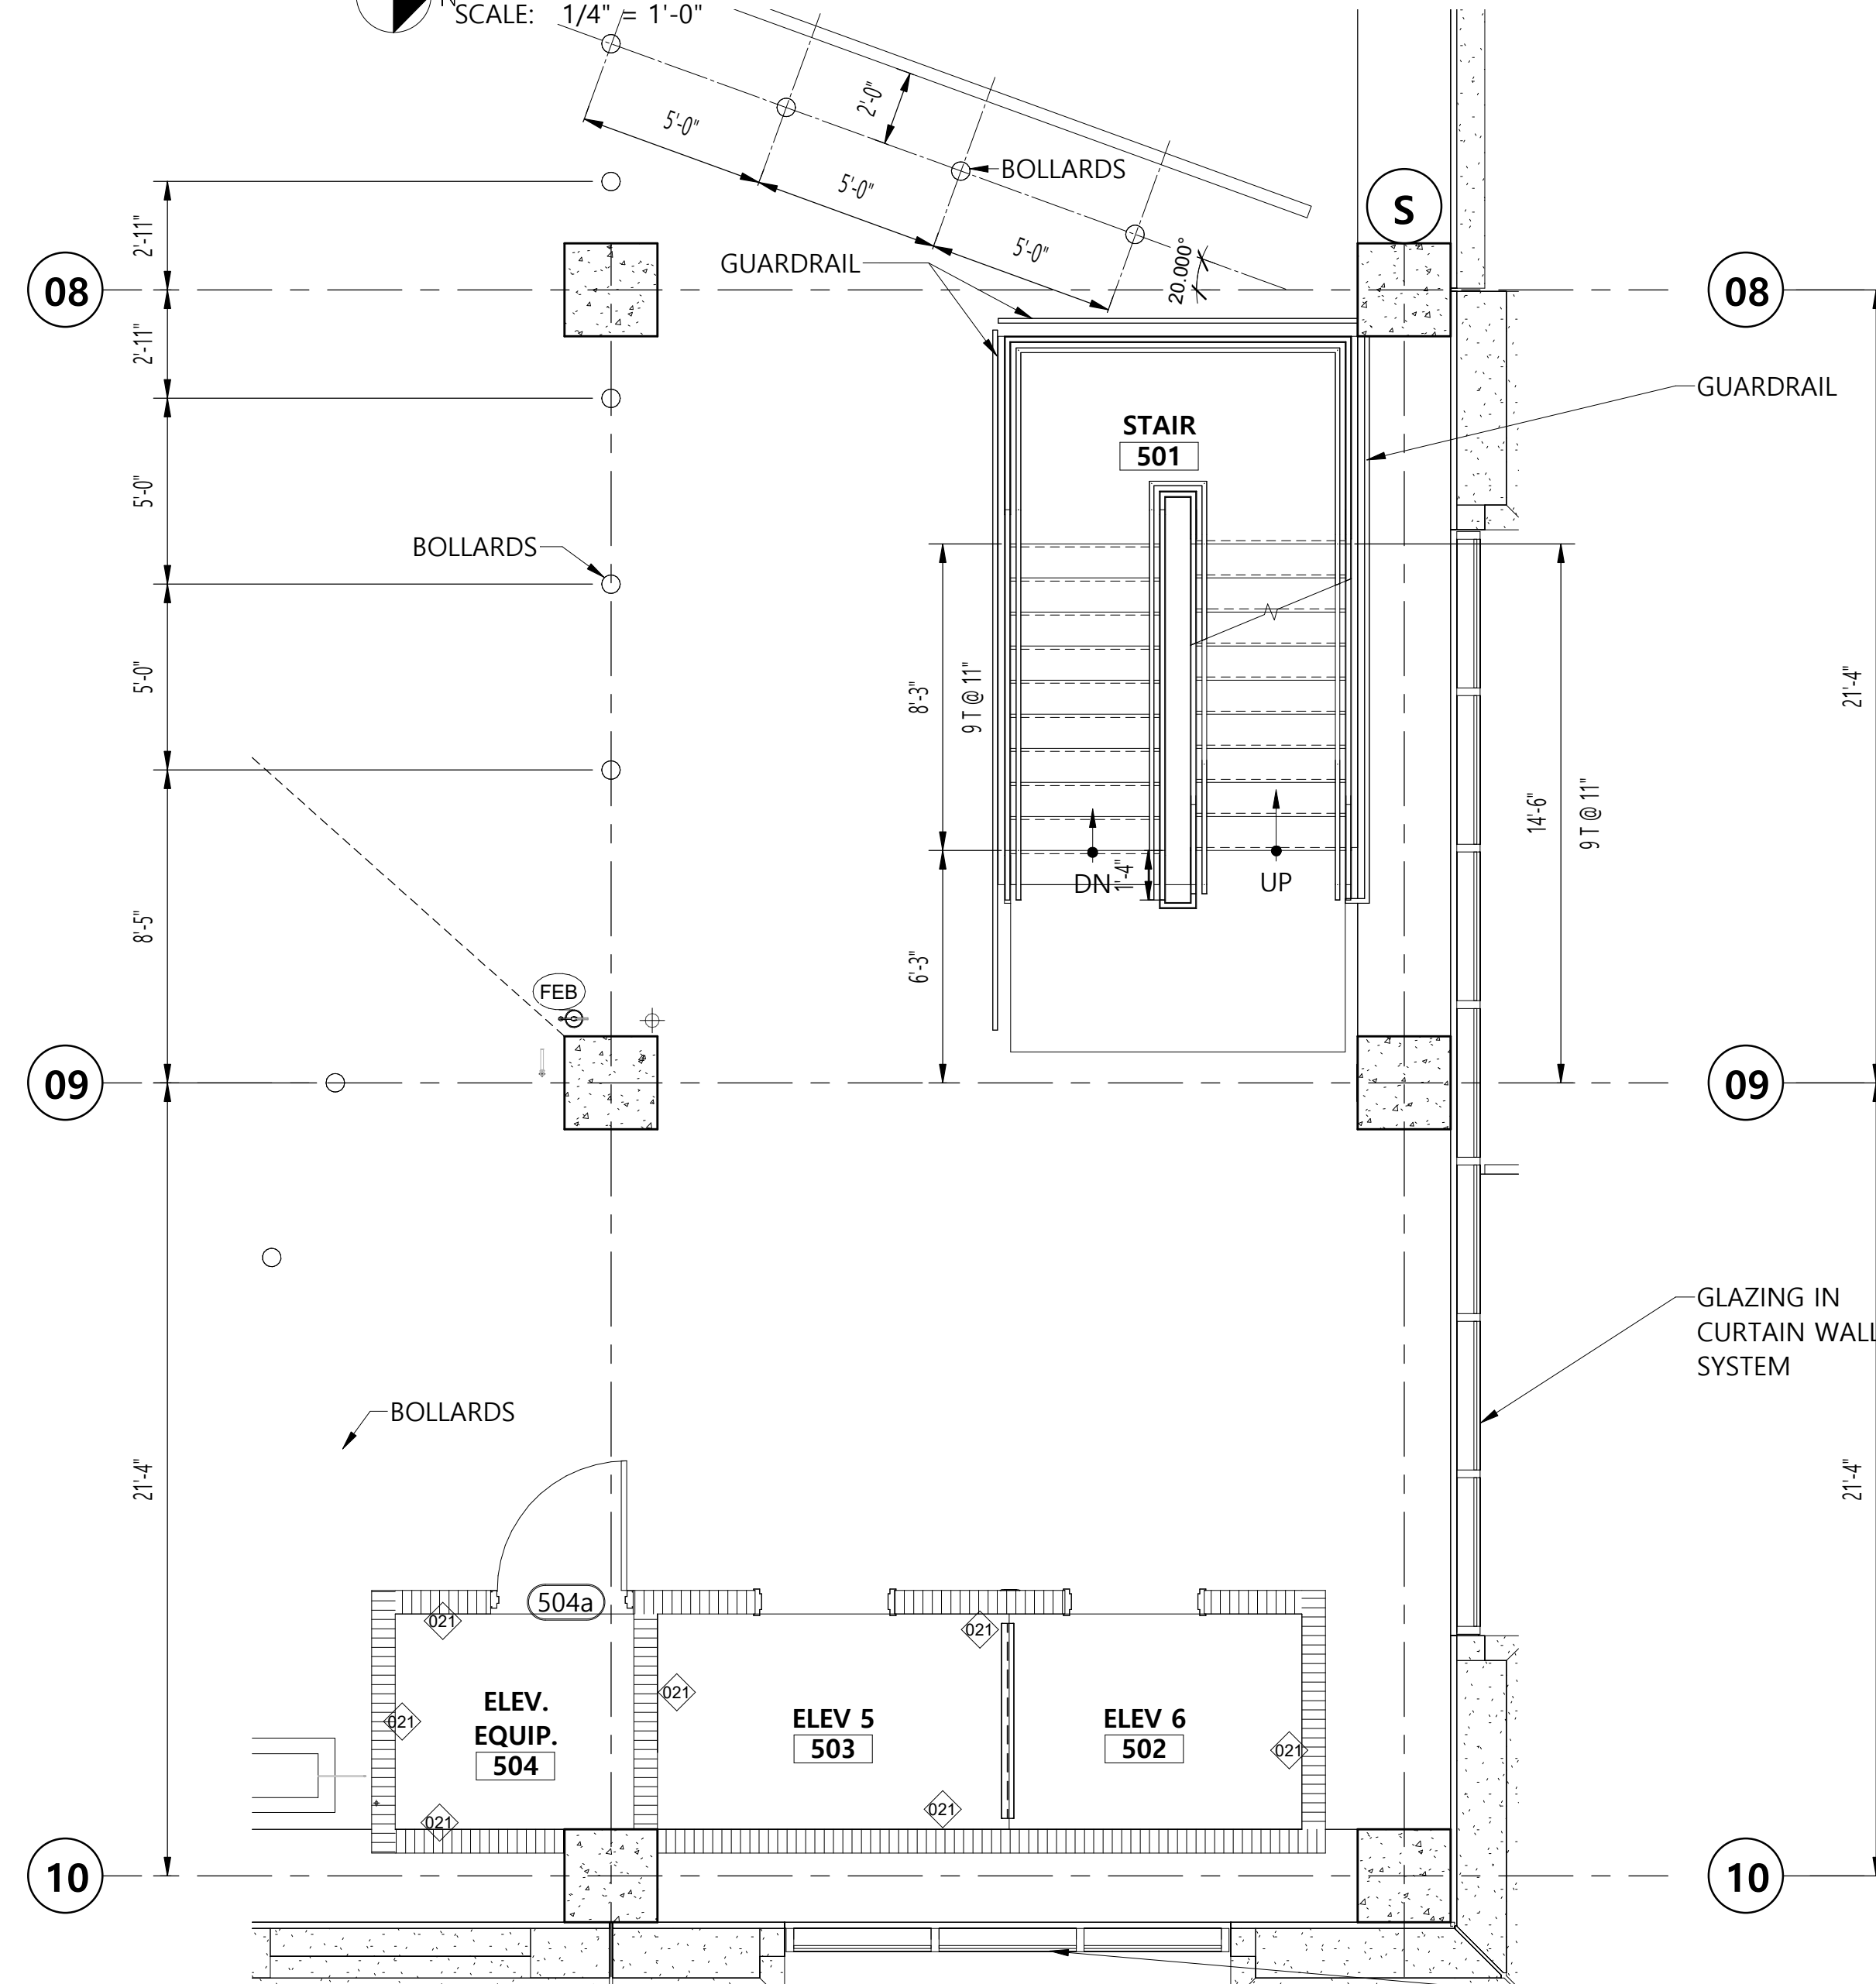 N
SCALE: 1/4" = 1'-0"
5'-0"
2'-0"
BOLLARDS
5'-0"
5'-0"
20.000°
S
2'-11"
GUARDRAIL
08
08
2'-11"
GUARDRAIL
STAIR
501
5'-0"
BOLLARDS
5'-0"
8'-3"
9 T @ 11"
21'-4"
14'-6"
9 T @ 11"
DN
1'-4"
UP
8'-5"
6'-3"
FEB
09
09
GLAZING IN
CURTAIN WALL
SYSTEM
BOLLARDS
21'-4"
21'-4"
504a
021
021
021
021
ELEV.
EQUIP.
504
ELEV 5
503
ELEV 6
502
021
021
021
10
10